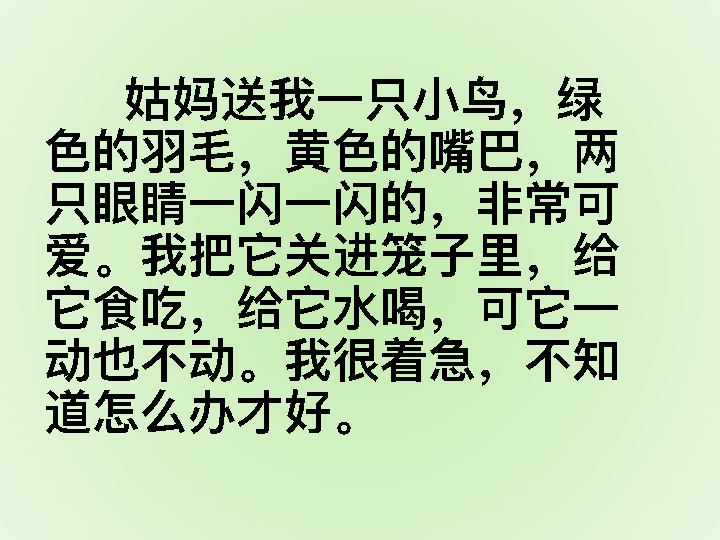 姑妈送我一只小鸟，绿
色的羽毛，黄色的嘴巴，两
只眼睛一闪一闪的，非常可
爱。我把它关进笼子里，给
它食吃，给它水喝，可它一
动也不动。我很着急，不知
道怎么办才好。